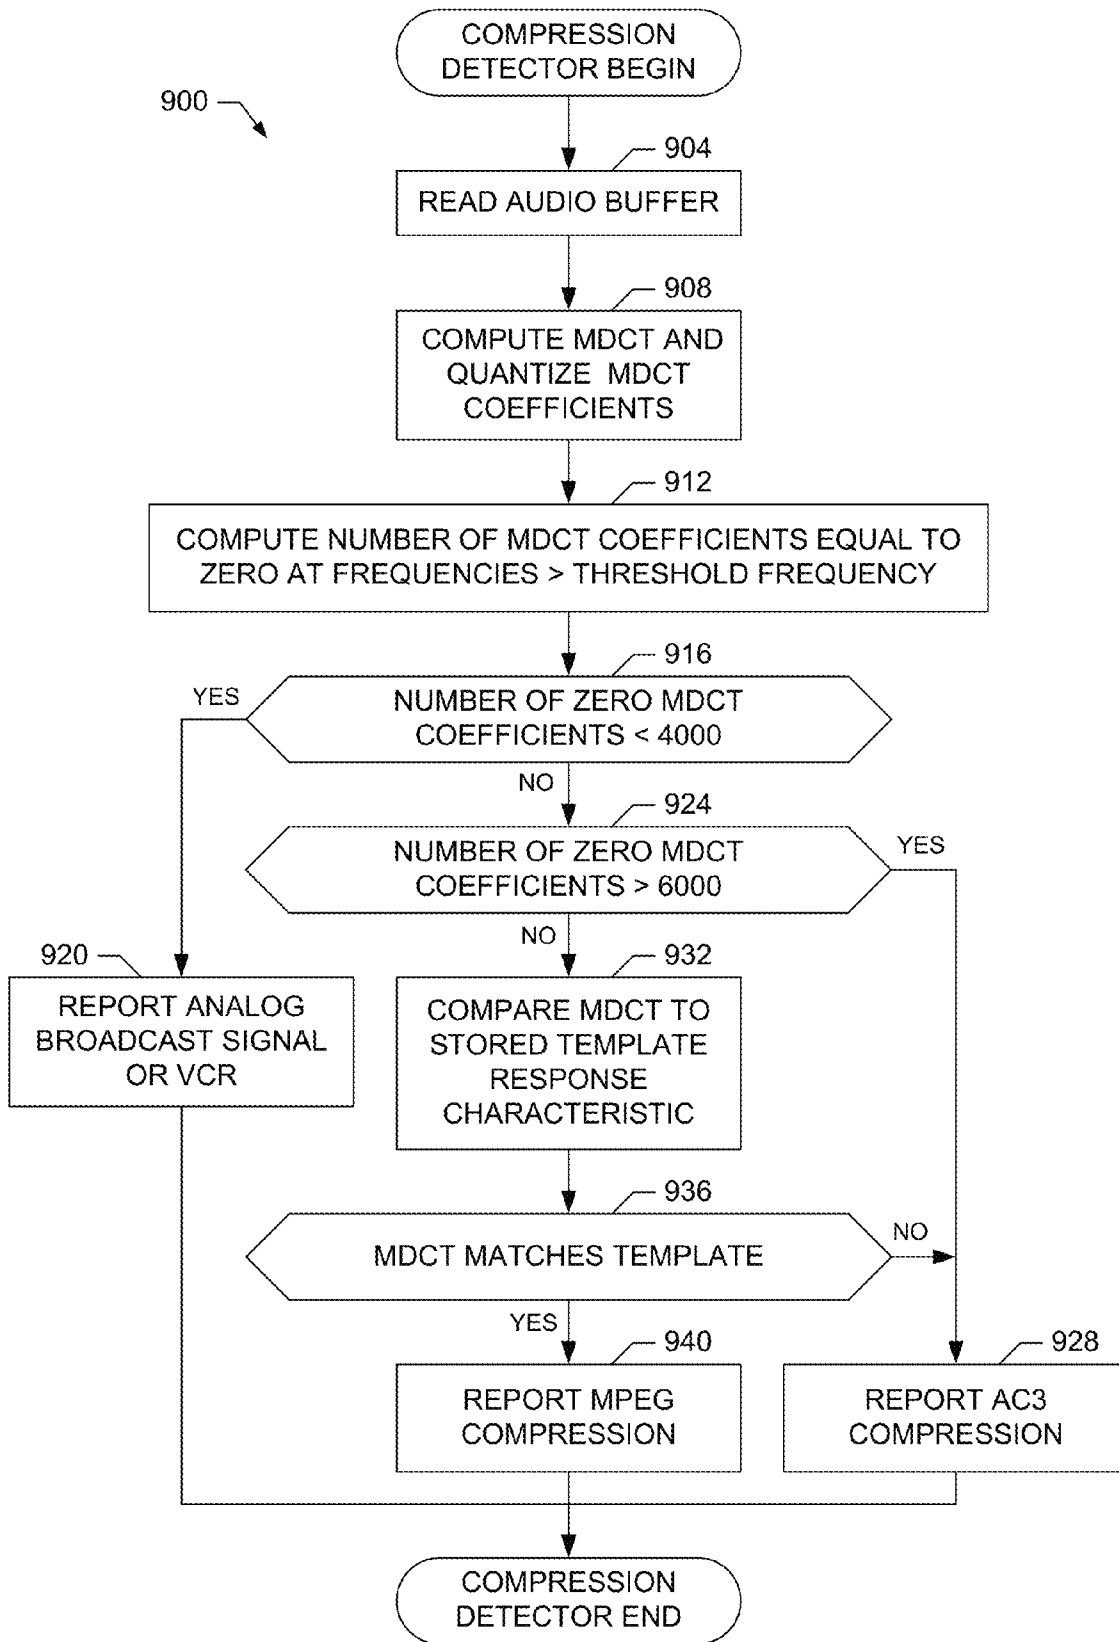 COMPRESSION
DETECTOR BEGIN
900
904
READ AUDIO BUFFER
908
COMPUTE MDCT AND
QUANTIZE MDCT
COEFFICIENTS
912
COMPUTE NUMBER OF MDCT COEFFICIENTS EQUAL TO
ZERO AT FREQUENCIES > THRESHOLD FREQUENCY
916
YES
NUMBER OF ZERO MDCT
COEFFICIENTS < 4000
NO
924
NUMBER OF ZERO MDCT
COEFFICIENTS > 6000
YES
NO
920
REPORT ANALOG
BROADCAST SIGNAL
OR VCR
932
COMPARE MDCT TO
STORED TEMPLATE
RESPONSE
CHARACTERISTIC
936
MDCT MATCHES TEMPLATE
NO
YES
940
REPORT MPEG
COMPRESSION
928
REPORT AC3
COMPRESSION
COMPRESSION
DETECTOR END